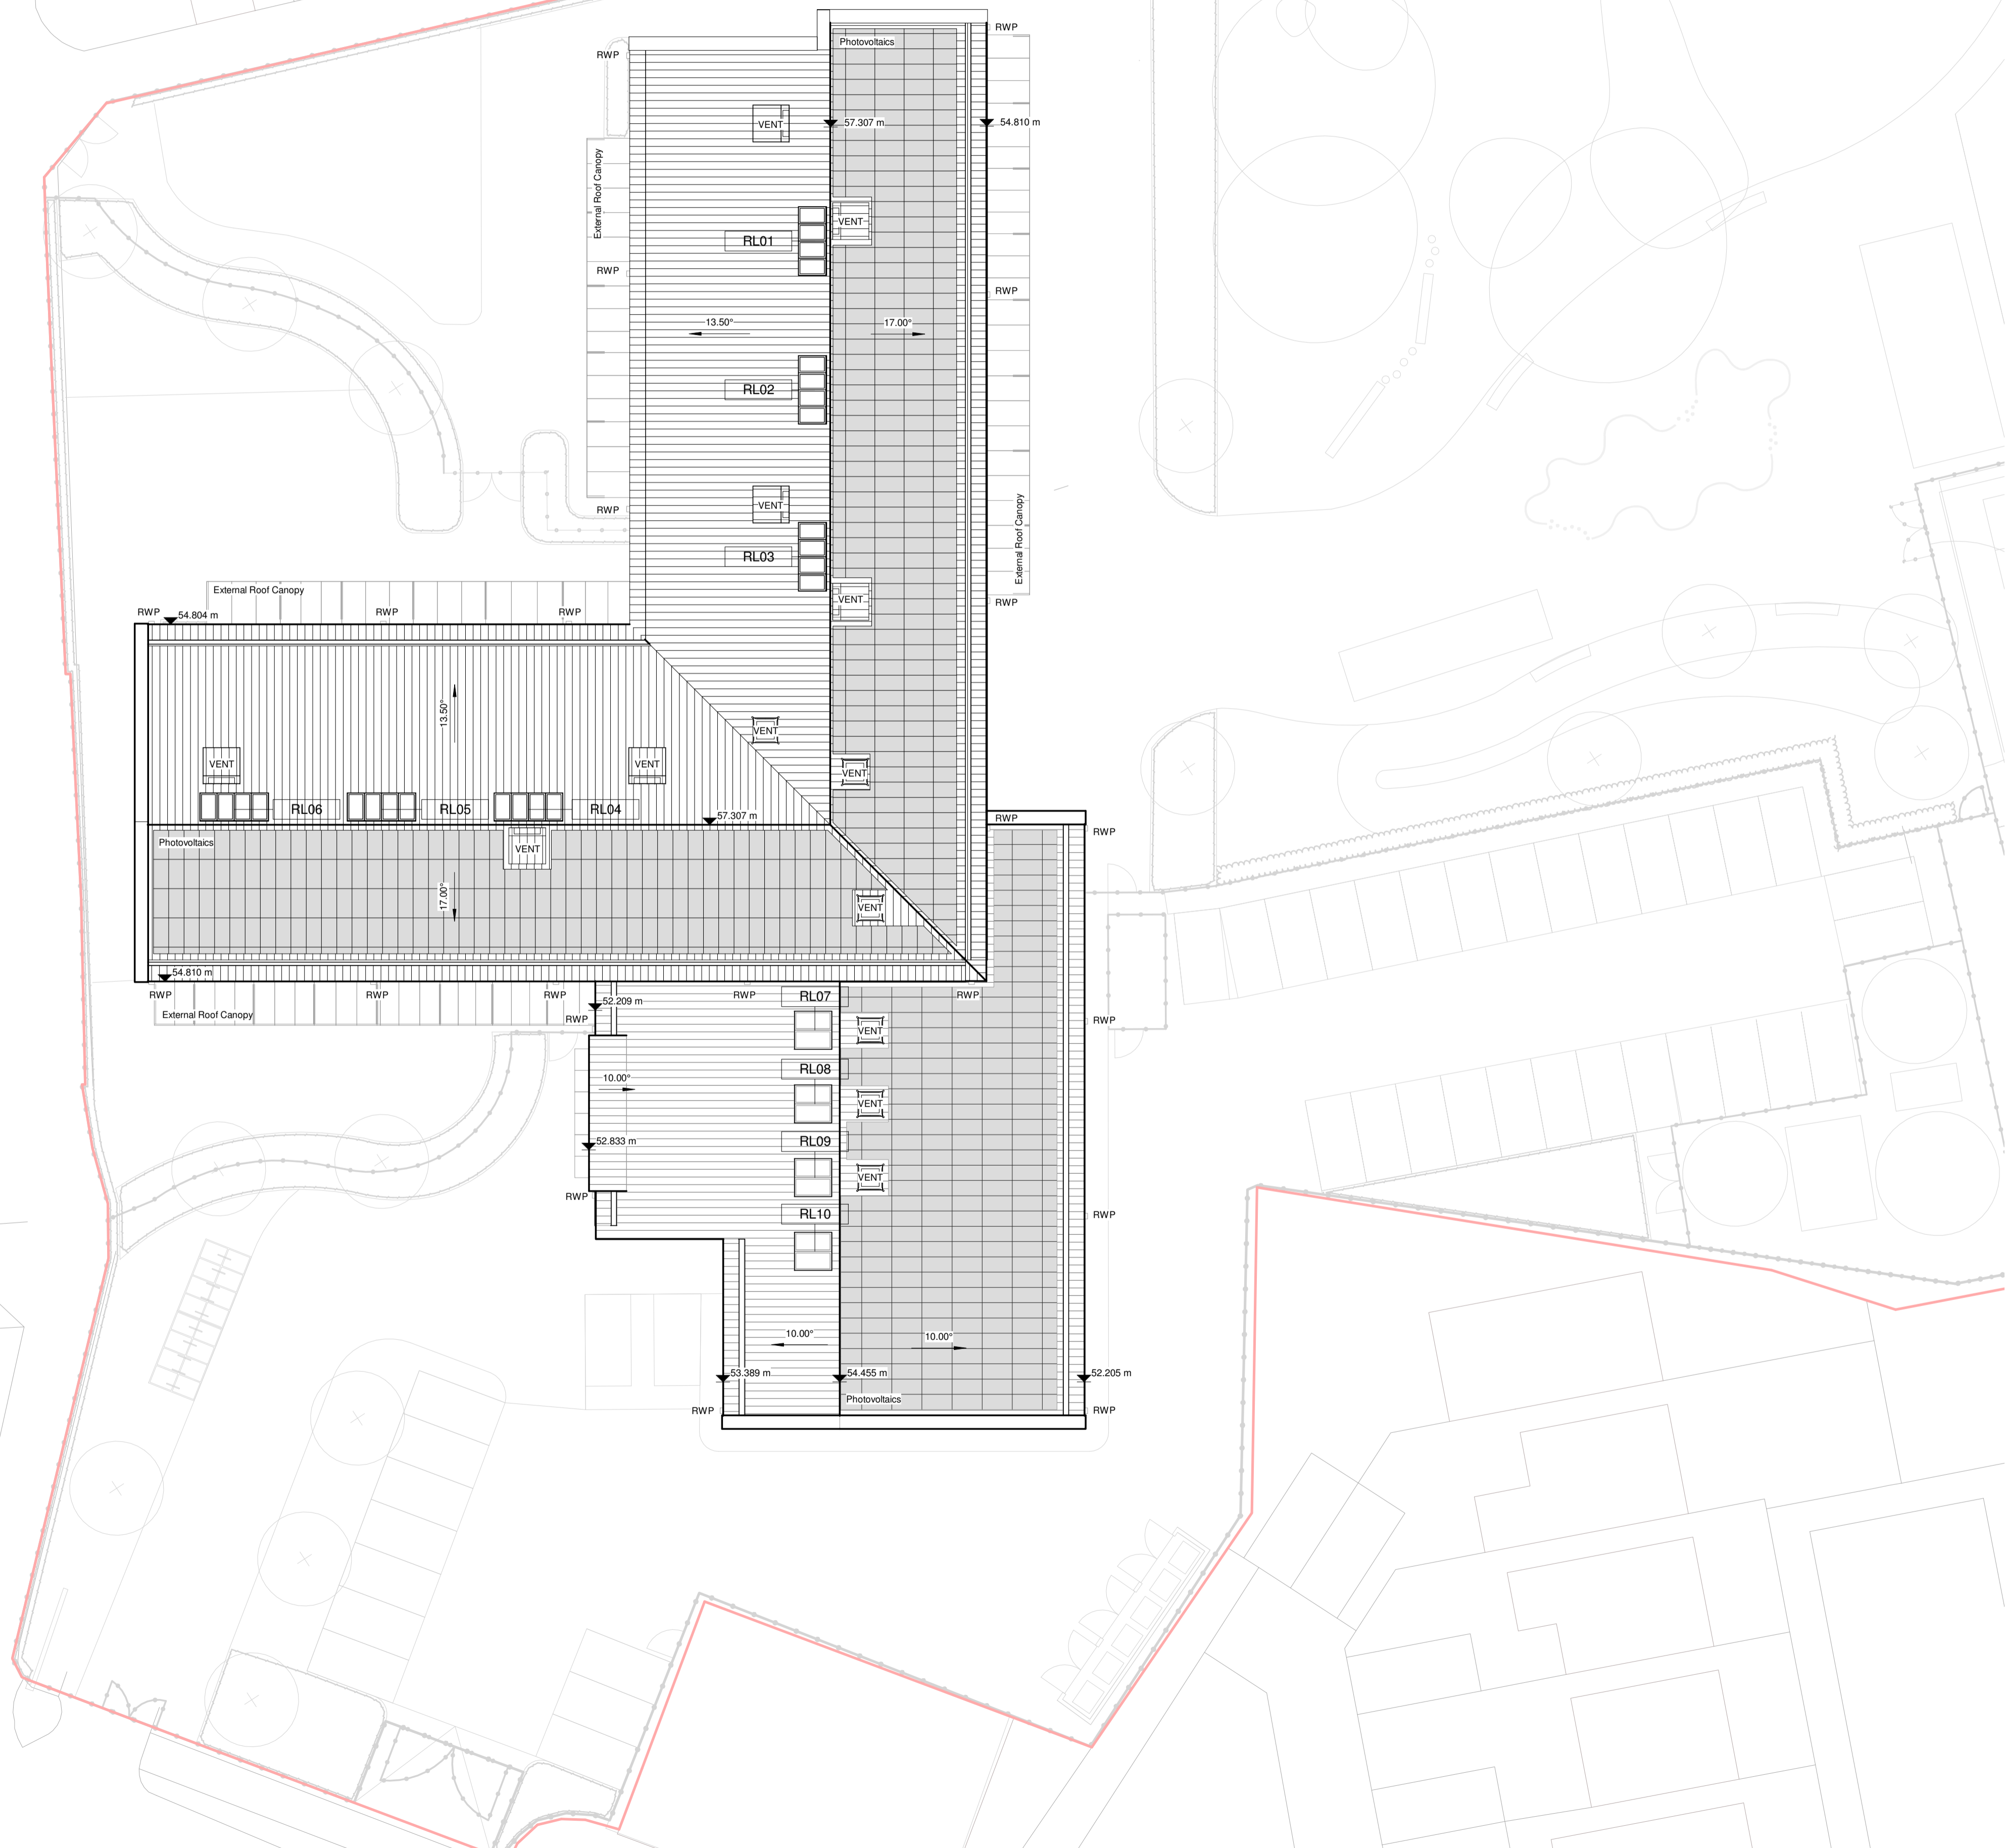 RWP
Photovoltaics
RWP
VENT
57.307 m
54.810 m
External Roof Canopy
VENT
RL01
RWP
RWP
13.50°
17.00°
RL02
VENT
RWP
External Roof Canopy
RL03
External Roof Canopy
VENT
RWP
RWP
54.804 m
RWP
RWP
13.50°
VENT
VENT
VENT
VENT
RL06
RL05
RL04
57.307 m
RWP
RWP
Photovoltaics
VENT
17.00°
VENT
54.810 m
RWP
RWP
RWP
RWP
RL07
RWP
52.209 m
External Roof Canopy
RWP
RWP
VENT
RL08
10.00°
VENT
RL09
52.833 m
VENT
RWP
RL10
RWP
10.00°
10.00°
53.389 m
54.455 m
52.205 m
Photovoltaics
RWP
RWP